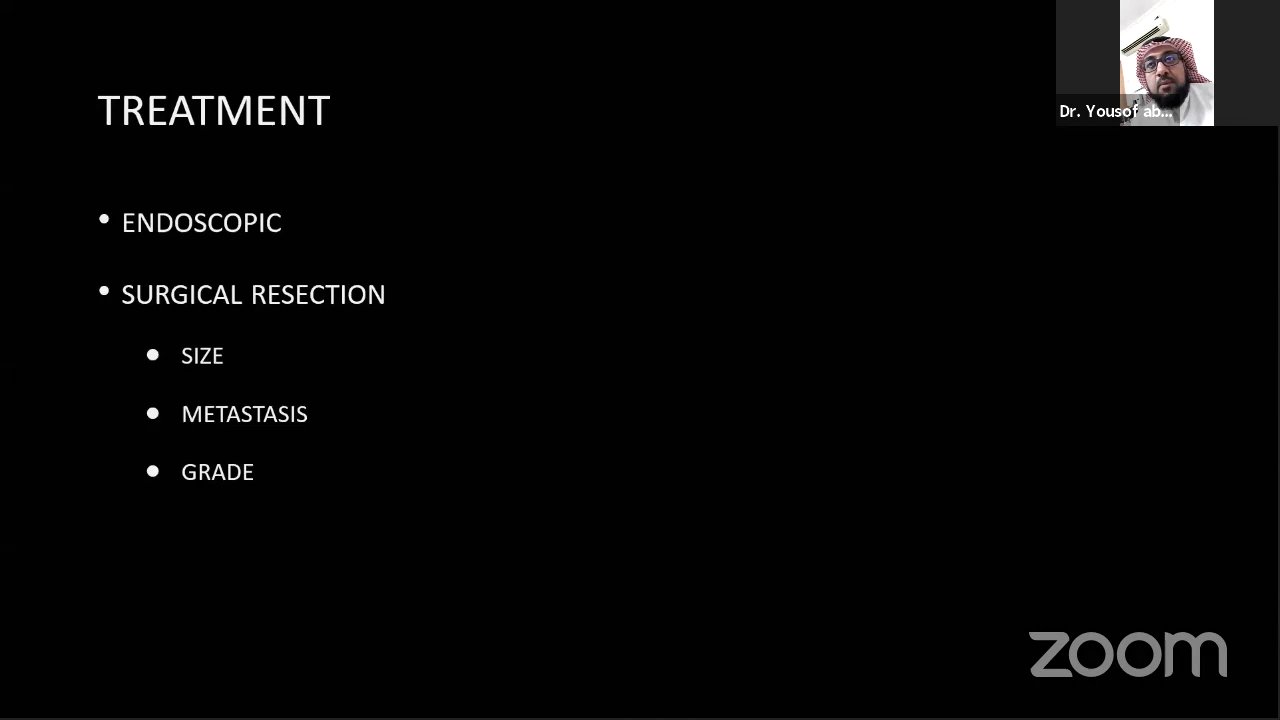 TREATMENT
Dr. Yousof ab...
• ENDOSCOPIC
• SURGICAL RESECTION
• SIZE
• METASTASIS
• GRADE
zoom